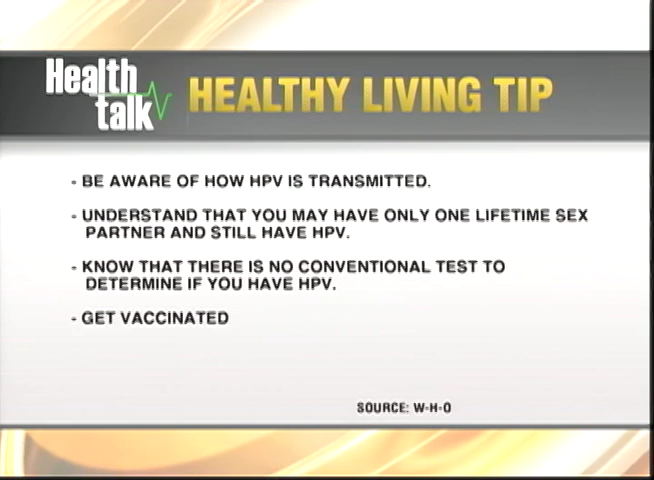 Health
talk
HEALTHY LIVING TIP
- BE AWARE OF HOW HPV IS TRANSMITTED.
- UNDERSTAND THAT YOU MAY HAVE ONLY ONE LIFETIME SEX
PARTNER AND STILL HAVE HPV.
- KNOW THAT THERE IS NO CONVENTIONAL TEST TO
DETERMINE IF YOU HAVE HPV.
- GET VACCINATED
SOURCE: W-H-O